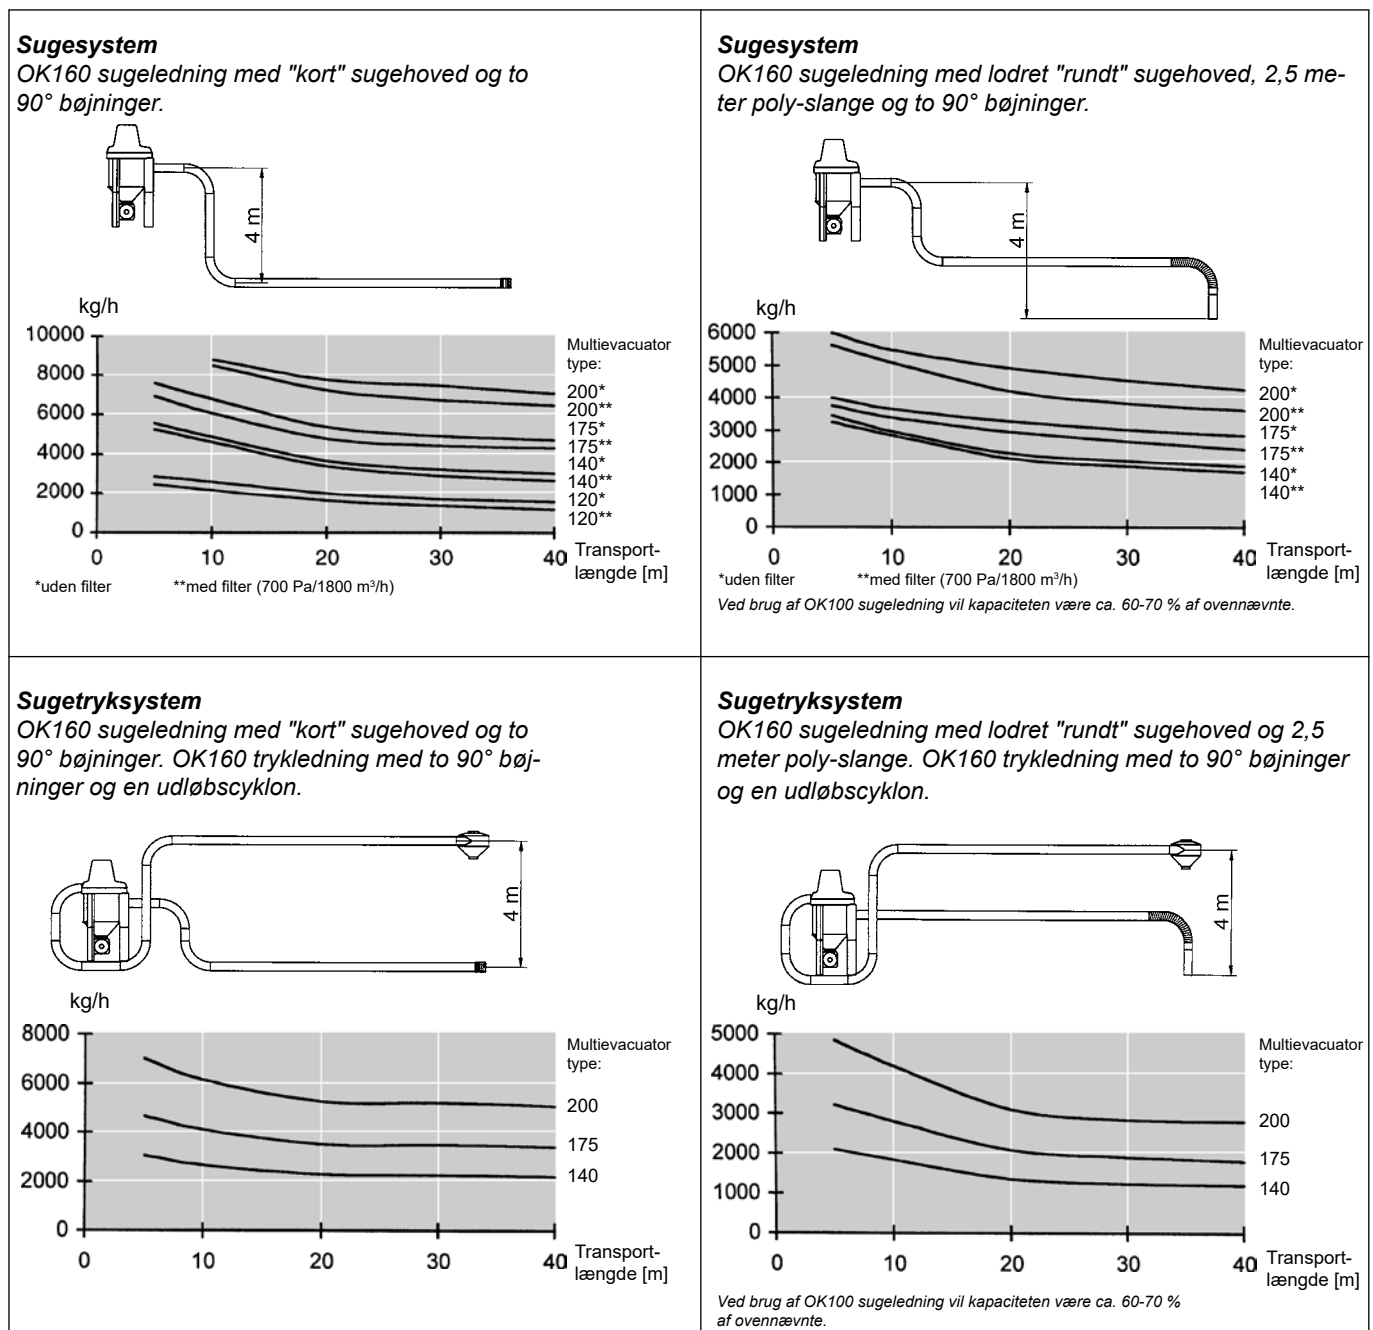 Sugesystem
OK160 sugeledning med "kort" sugehoved og to
90° bøjninger.
4 m
kg/h
10000
8000
6000
4000
2000
0
0 10 20 30 40
Multievacuator
type:
200*
200**
175*
175**
140*
140**
120*
120**
Transport-
længde [m]
*uden filter **med filter (700 Pa/1800 m³/h)
Sugesystem
OK160 sugeledning med lodret "rundt" sugehoved, 2,5 me-
ter poly-slange og to 90° bøjninger.
4 m
kg/h
6000
5000
4000
3000
2000
1000
0
0 10 20 30 40
Multievacuator
type:
200*
200**
175*
175**
140*
140**
Transport-
længde [m]
*uden filter **med filter (700 Pa/1800 m³/h)
Ved brug af OK100 sugeledning vil kapaciteten være ca. 60-70 % af ovennævnte.
Sugetryksystem
OK160 sugeledning med "kort" sugehoved og to
90° bøjninger. OK160 trykledning med to 90° bøj-
ninger og en udløbscyklon.
4 m
kg/h
8000
6000
4000
2000
0
0 10 20 30 40
Multievacuator
type:
200
175
140
Transport-
længde [m]
Sugetryksystem
OK160 sugeledning med lodret "rundt" sugehoved og 2,5
meter poly-slange. OK160 trykledning med to 90° bøjninger
og en udløbscyklon.
4 m
kg/h
5000
4000
3000
2000
1000
0
0 10 20 30 40
Multievacuator
type:
200
175
140
Transport-
længde [m]
Ved brug af OK100 sugeledning vil kapaciteten være ca. 60-70 %
af ovennævnte.